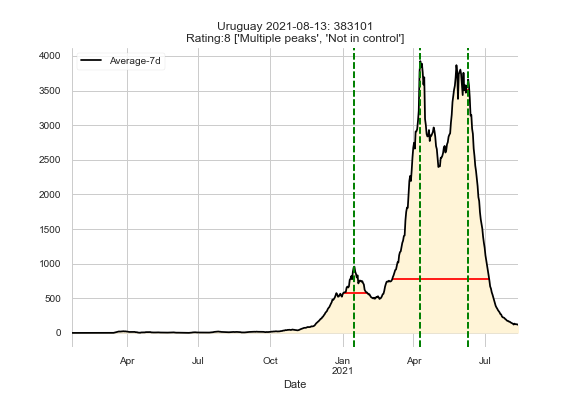 Uruguay 2021-08-13: 383101
Rating:8 ['Multiple peaks', 'Not in control']
Average-7d
4000
3500
3000
2500
2000
1500
1000
500
0
Apr
Jul
Oct
Jan
2021
Apr
Jul
Date